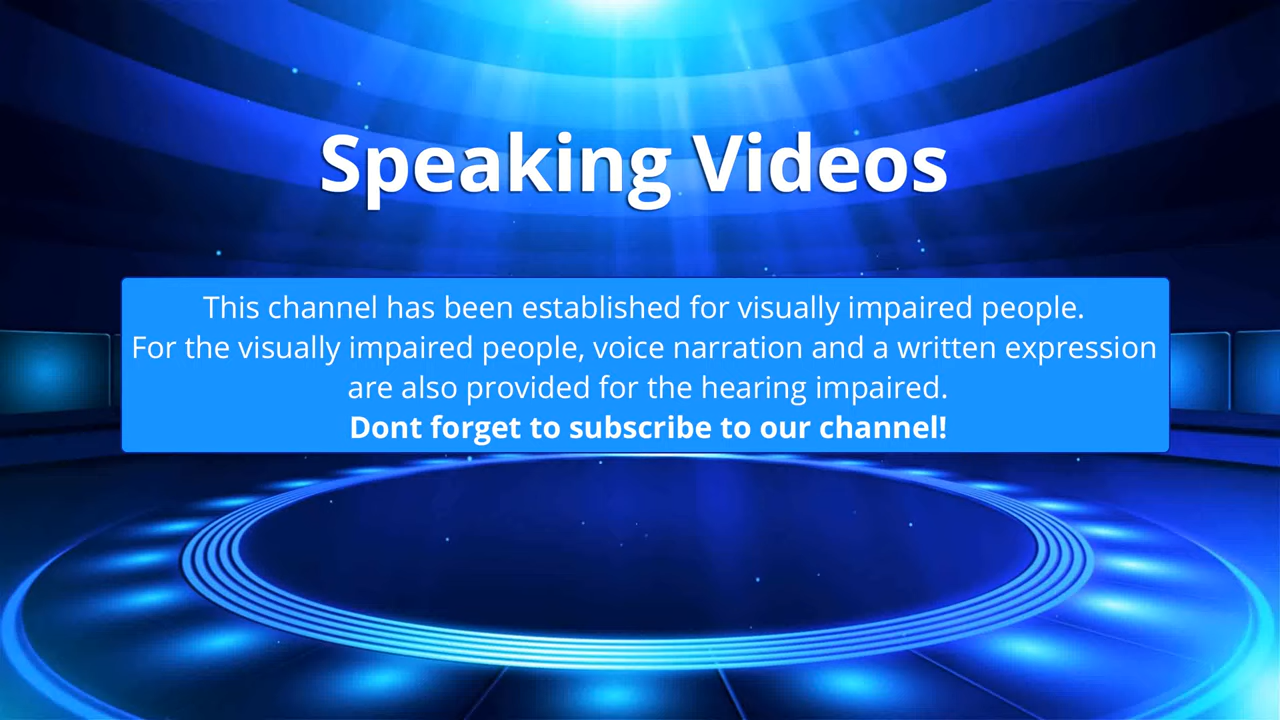 Speaking Videos
This channel has been established for visually impaired people.
For the visually impaired people, voice narration and a written expression
are also provided for the hearing impaired.
Dont forget to subscribe to our channel!